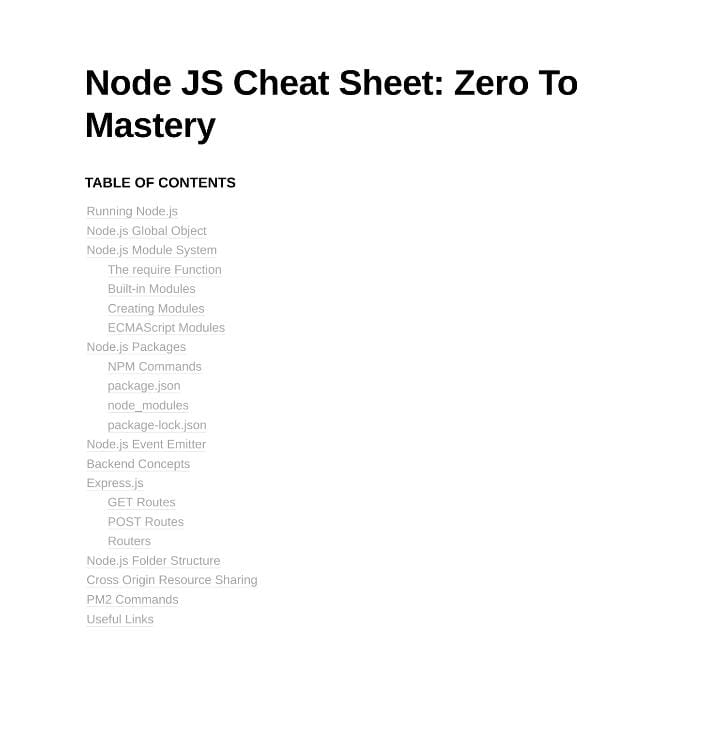 Node JS Cheat Sheet: Zero To
Mastery
TABLE OF CONTENTS
Running Node.js
Node.js Global Object
Node.js Module System
The require Function
Built-in Modules
Creating Modules
ECMAScript Modules
Node.js Packages
NPM Commands
package.json
node_modules
package-lock.json
Node.js Event Emitter
Backend Concepts
Express.js
GET Routes
POST Routes
Routers
Node.js Folder Structure
Cross Origin Resource Sharing
PM2 Commands
Useful Links